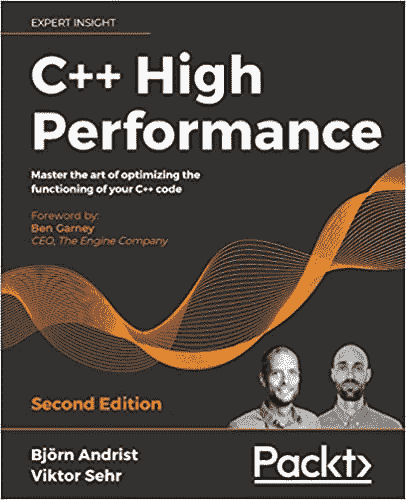 EXPERT INSIGHT
C++ High
Performance
Master the art of optimizing the
functioning of your C++ code
Foreword by:
Ben Garney
CEO, The Engine Company
Second Edition
Björn Andrist
Viktor Sehr
Packt>